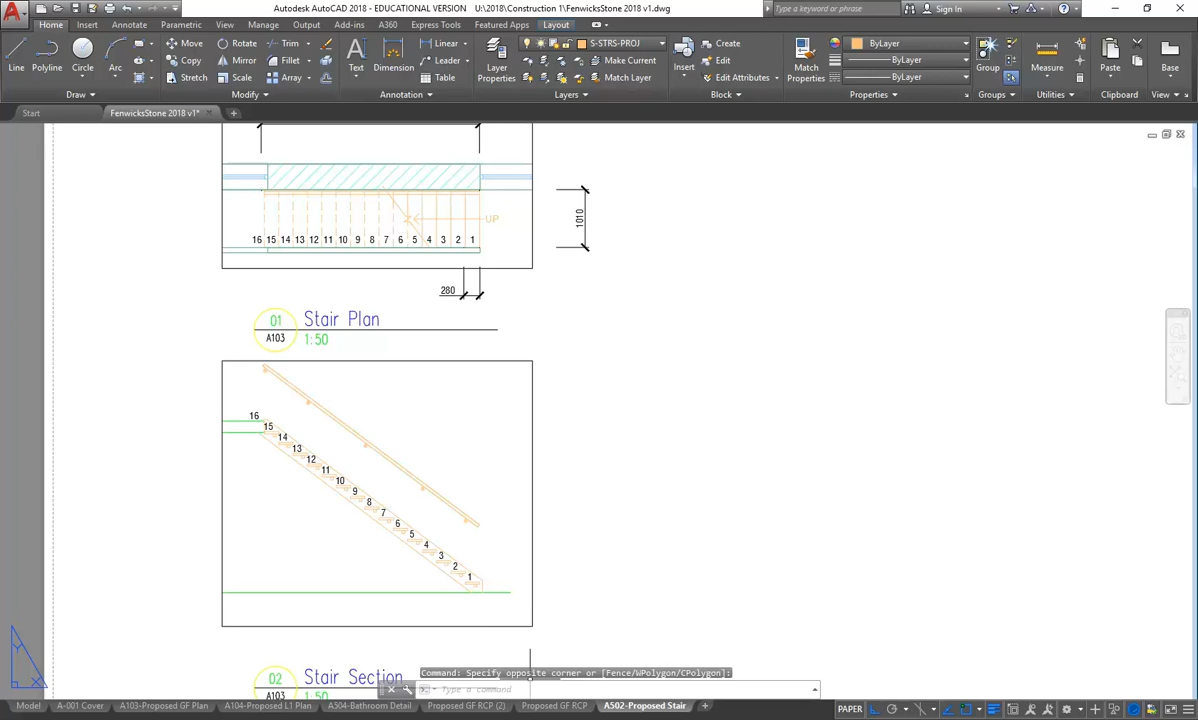 Autodesk AutoCAD 2018 - EDUCATIONAL VERSION U:\2018\Construction 1\FenwicksStone 2018 v1.dwg
Type a keyword or phrase
Sign In
Home Insert Annotate Parametric View Manage Output Add-ins A360 Express Tools Featured Apps Layout
Line Polyline Circle Arc
Draw
Move Rotate Trim
Copy Mirror Fillet
Stretch Scale Array
Modify
Text Dimension
Linear
Leader
Table
Annotation
Layer Properties
S-STRS-PROJ
Make Current
Match Layer
Layers
Insert
Create
Edit
Edit Attributes
Block
Match Properties
ByLayer
ByLayer
ByLayer
Properties
Group
Groups
Measure
Utilities
Paste
Clipboard
Base
View
Start FenwicksStone 2018 v1*
UP
16 15 14 13 12 11 10 9 8 7 6 5 4 3 2 1
1010
280
01 Stair Plan
A103 1:50
16
15
14
13
12
11
10
9
8
7
6
5
4
3
2
1
02 Stair Section
A103 1:50
Command: Specify opposite corner or [Fence/WPolygon/CPolygon]:
Type a command
Y
X
Model A-001 Cover A103-Proposed GF Plan A104-Proposed L1 Plan A504-Bathroom Detail Proposed GF RCP (2) Proposed GF RCP A502-Proposed Stair
PAPER